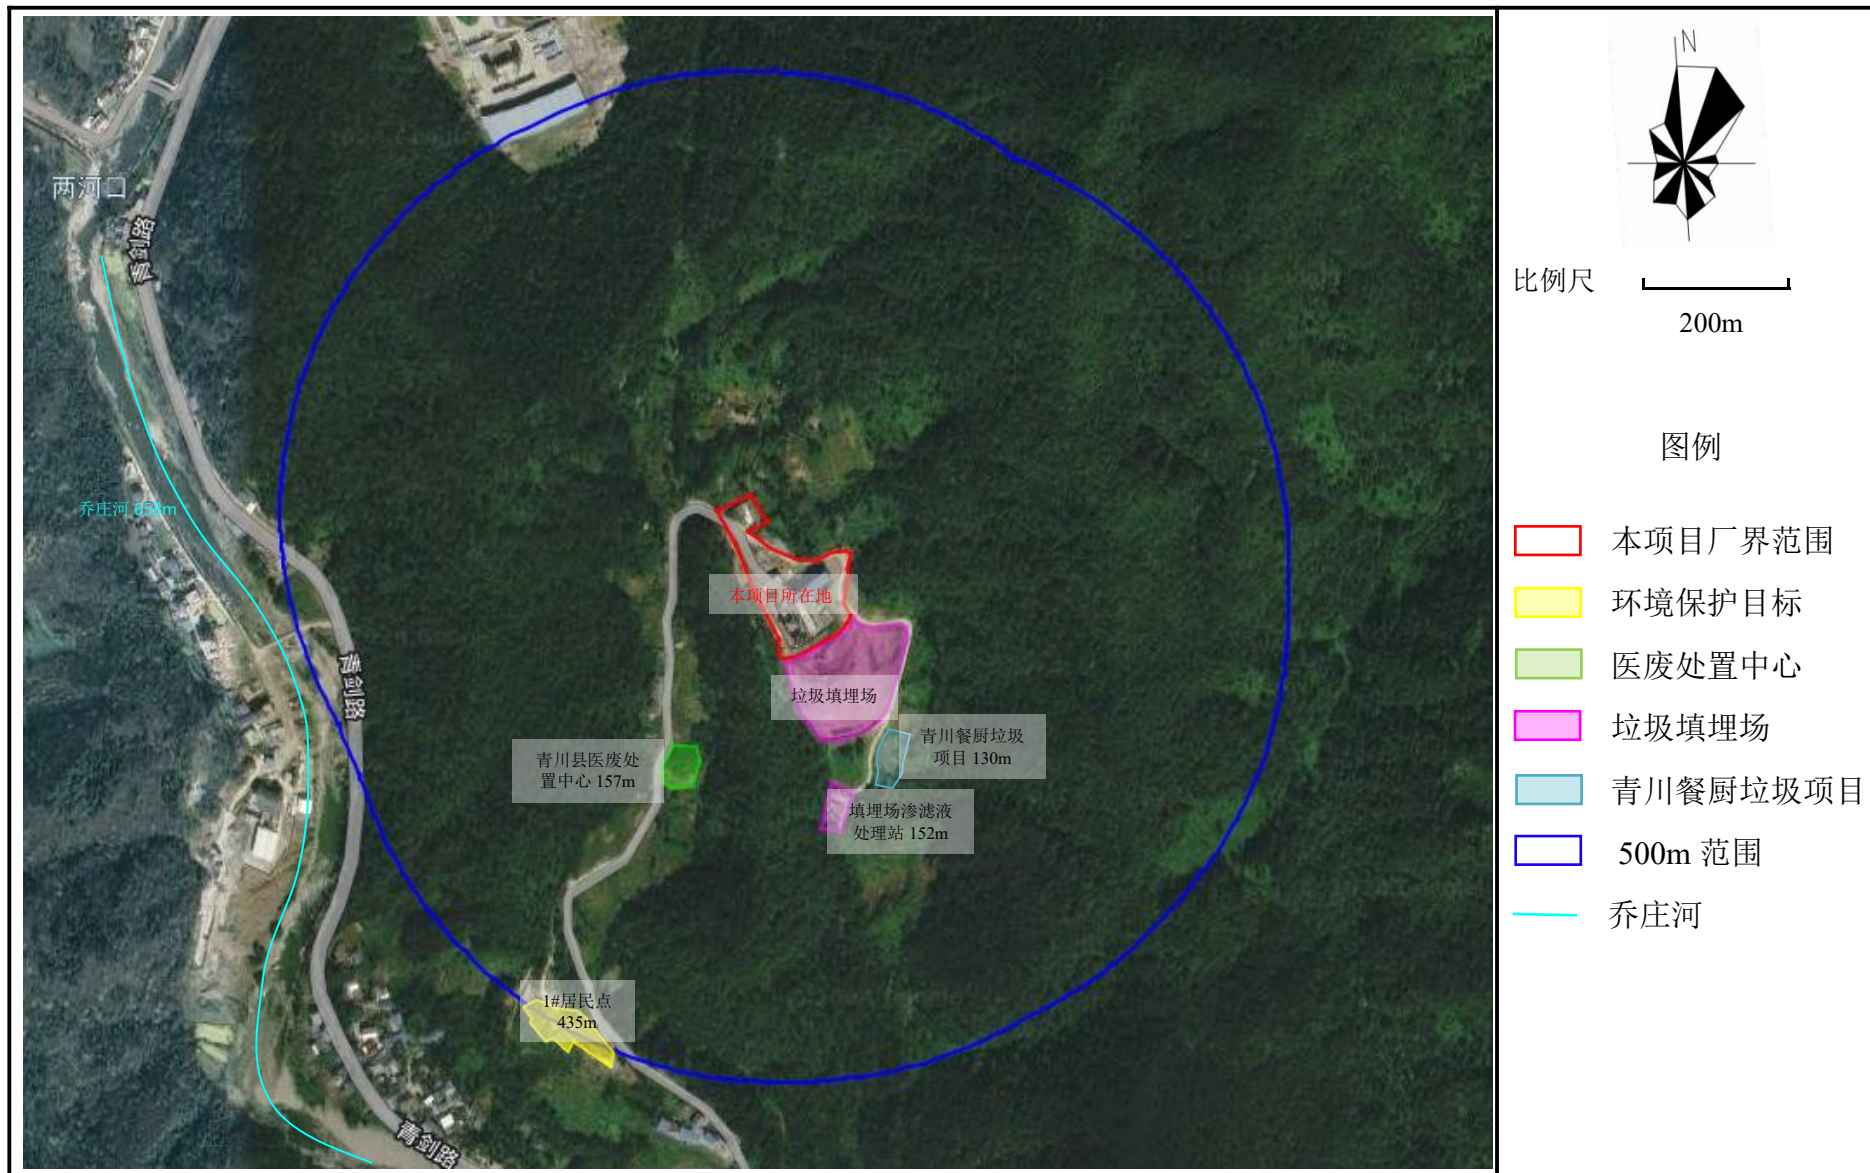 两河口
青剑路
乔庄河 658m
青剑路
本项目所在地
垃圾填埋场
青川县医废处
置中心 157m
青川餐厨垃圾
项目 130m
填埋场渗滤液
处理站 152m
1#居民点
435m
青剑路
N
比例尺
200m
图例
本项目厂界范围
环境保护目标
医废处置中心
垃圾填埋场
青川餐厨垃圾项目
500m 范围
乔庄河